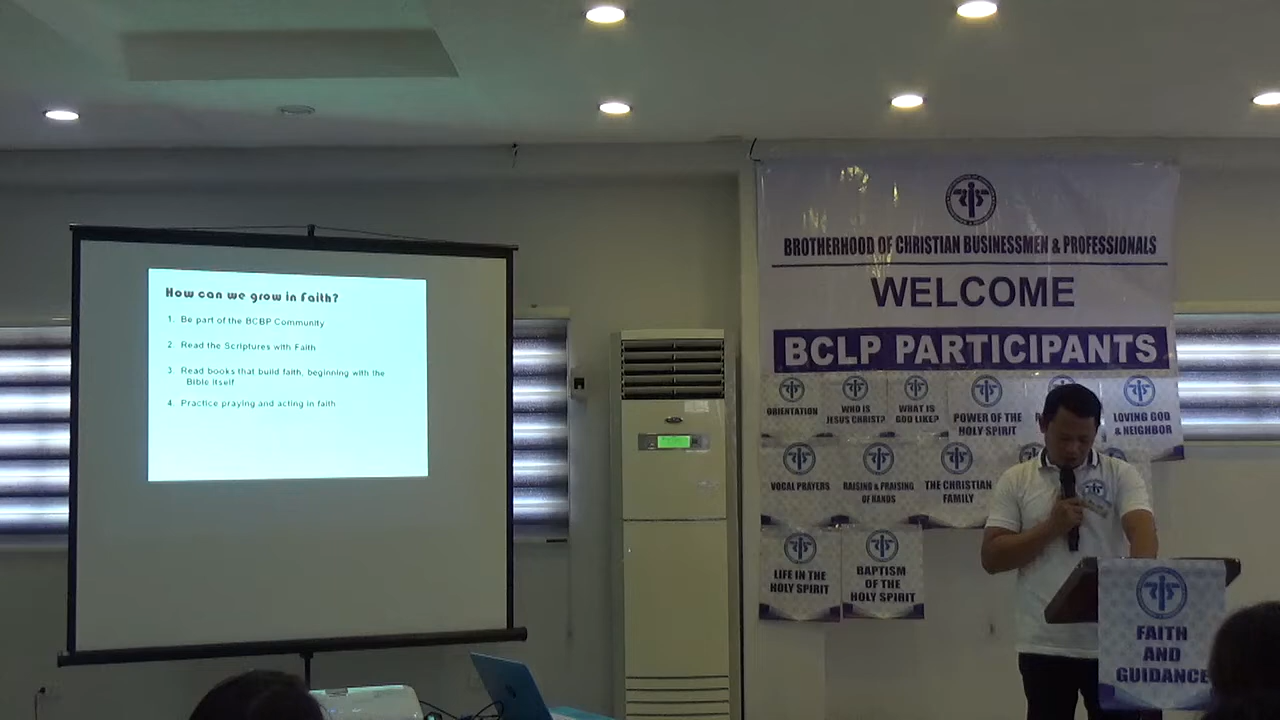 How can we grow in Faith?
1. Be part of the BCBP Community
2. Read the Scriptures with Faith
3. Read books that build faith, beginning with the
Bible itself
4. Practice praying and acting in faith
BROTHERHOOD OF CHRISTIAN BUSINESSMEN & PROFESSIONALS
WELCOME
BCLP PARTICIPANTS
ORIENTATION
WHO IS
JESUS CHRIST?
WHAT IS
GOD LIKE?
POWER OF THE
HOLY SPIRIT
LOVING GOD
& NEIGHBOR
VOCAL PRAYERS
RAISING & PRAISING
OF HANDS
THE CHRISTIAN
FAMILY
LIFE IN THE
HOLY SPIRIT
BAPTISM
OF THE
HOLY SPIRIT
FAITH
AND
GUIDANCE